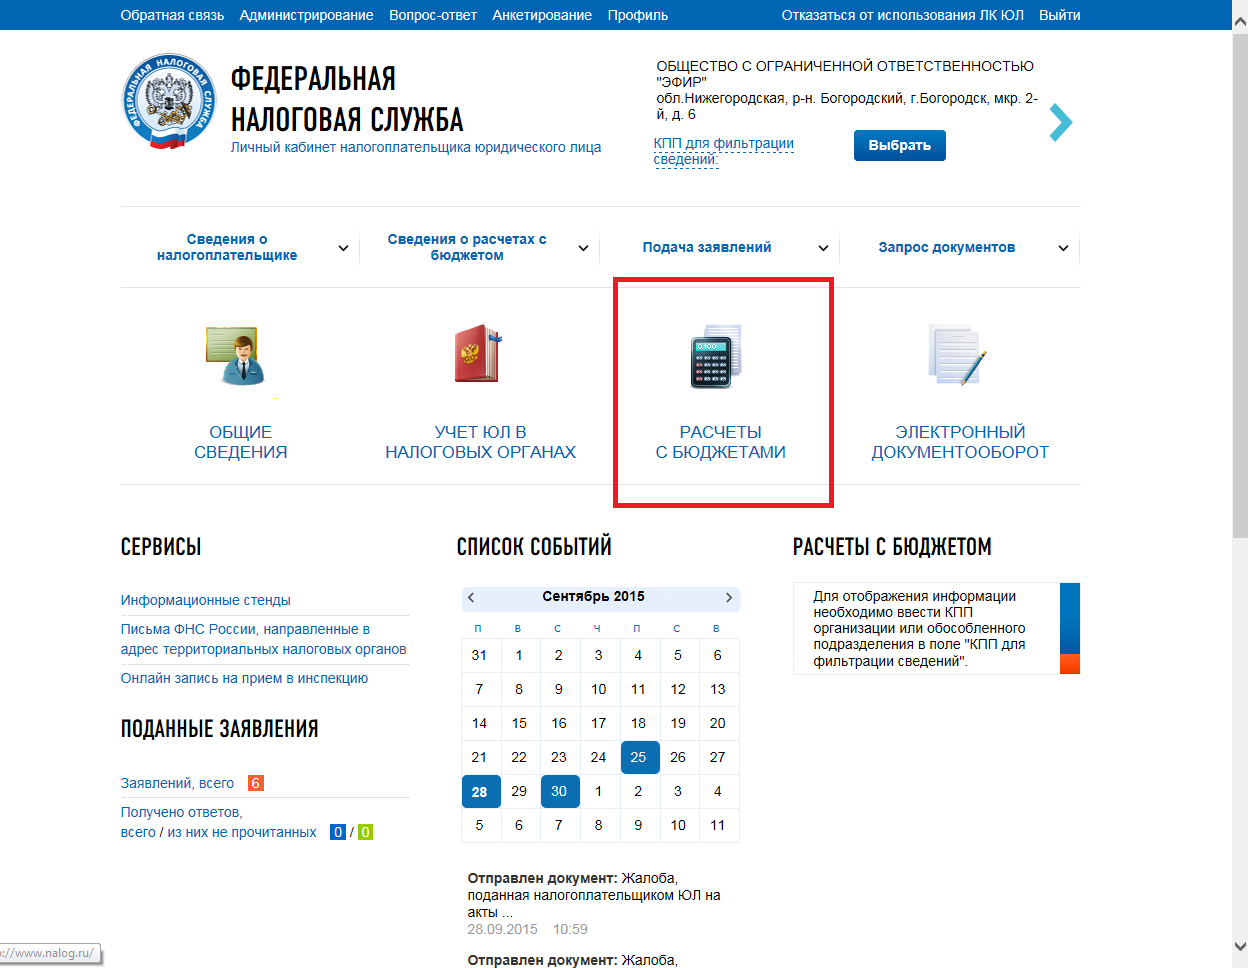 Обратная связь Администрирование Вопрос-ответ Анкетирование Профиль Отказаться от использования ЛК ЮЛ Выйти
ФЕДЕРАЛЬНАЯ НАЛОГОВАЯ СЛУЖБА
ФЕДЕРАЛЬНАЯ
НАЛОГОВАЯ СЛУЖБА
Личный кабинет налогоплательщика юридического лица
ОБЩЕСТВО С ОГРАНИЧЕННОЙ ОТВЕТСТВЕННОСТЬЮ
"ЭФИР"
обл.Нижегородская, р-н. Богородский, г.Богородск, мкр. 2-
й, д. 6
КПП для фильтрации
сведений:
Выбрать
Сведения о
налогоплательщике
Сведения о расчетах с
бюджетом
Подача заявлений
Запрос документов
ОБЩИЕ
СВЕДЕНИЯ
УЧЕТ ЮЛ В
НАЛОГОВЫХ ОРГАНАХ
РАСЧЕТЫ
С БЮДЖЕТАМИ
ЭЛЕКТРОННЫЙ
ДОКУМЕНТООБОРОТ
СЕРВИСЫ
Информационные стенды
Письма ФНС России, направленные в
адрес территориальных налоговых органов
Онлайн запись на прием в инспекцию
ПОДАННЫЕ ЗАЯВЛЕНИЯ
Заявлений, всего 6
Получено ответов,
всего / из них не прочитанных 0 / 0
СПИСОК СОБЫТИЙ
Сентябрь 2015
П В С Ч П С В
31 1 2 3 4 5 6
7 8 9 10 11 12 13
14 15 16 17 18 19 20
21 22 23 24 25 26 27
28 29 30 1 2 3 4
5 6 7 8 9 10 11
Отправлен документ: Жалоба,
поданная налогоплательщиком ЮЛ на
акты ...
28.09.2015 10:59
Отправлен документ: Жалоба,
РАСЧЕТЫ С БЮДЖЕТОМ
Для отображения информации
необходимо ввести КПП
организации или обособленного
подразделения в поле "КПП для
фильтрации сведений".
://www.nalog.ru/